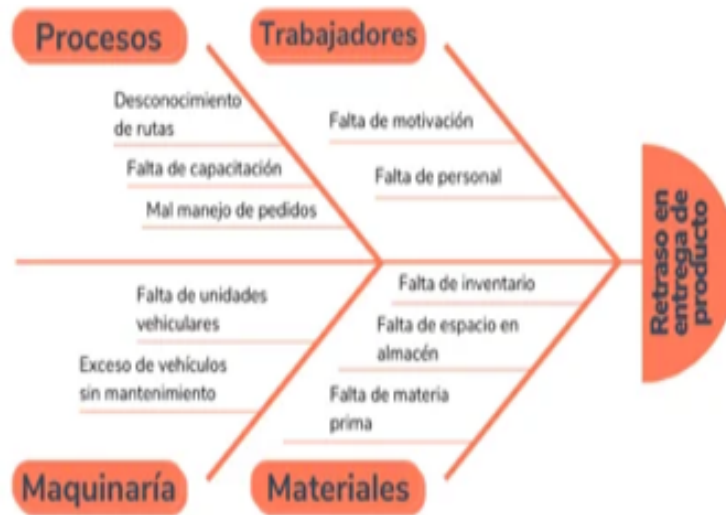 Procesos
Trabajadores
Desconocimiento
de rutas
Falta de capacitación
Mal manejo de pedidos
Falta de motivación
Falta de personal
Retraso en
entrega de
producto
Falta de unidades
vehiculares
Exceso de vehículos
sin mantenimiento
Falta de inventario
Falta de espacio en
almacén
Falta de materia
prima
Maquinaría
Materiales